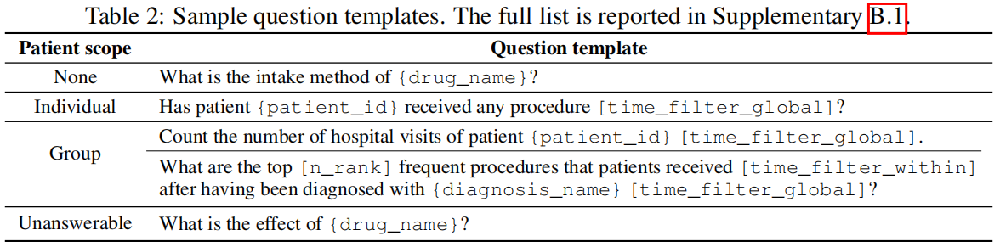 Table 2: Sample question templates. The full list is reported in Supplementary B.1.
Patient scope Question template
None What is the intake method of {drug_name}?
Individual Has patient {patient_id} received any procedure [time_filter_global]?
Group Count the number of hospital visits of patient {patient_id} [time_filter_global].
What are the top [n_rank] frequent procedures that patients received [time_filter_within]
after having been diagnosed with {diagnosis_name} [time_filter_global]?
Unanswerable What is the effect of {drug_name}?